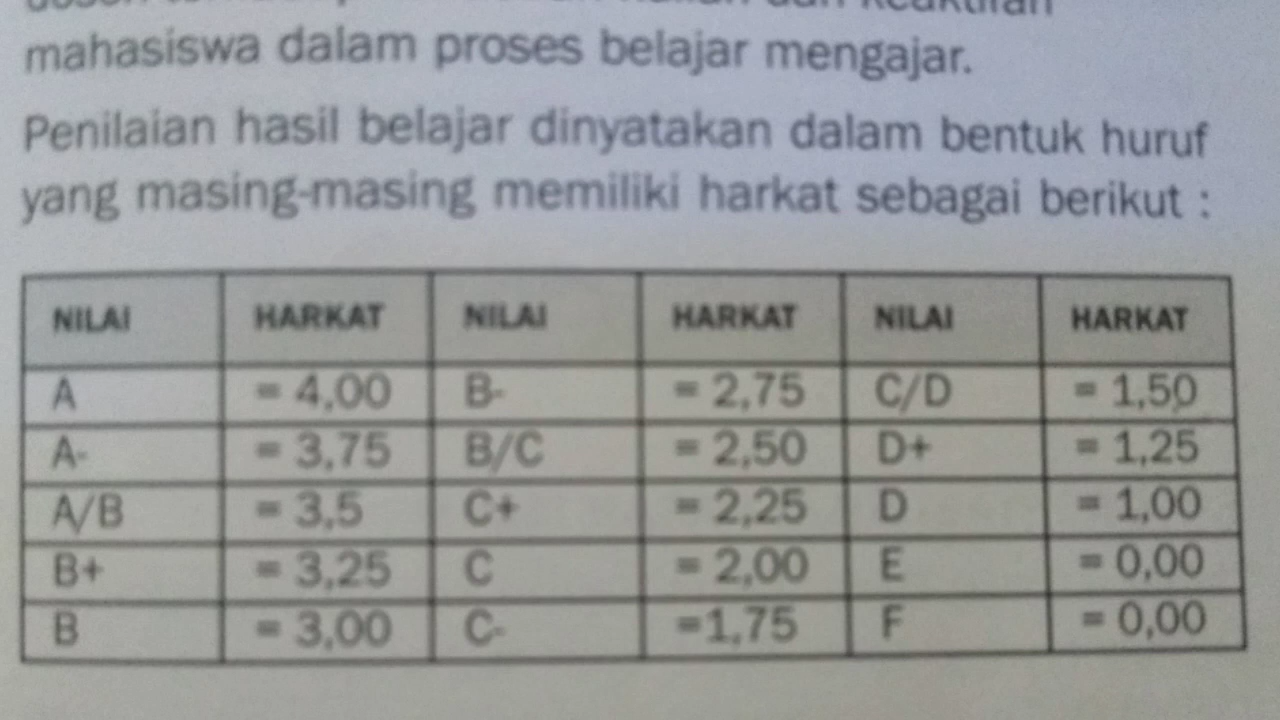 mahasiswa dalam proses belajar mengajar.
Penilaian hasil belajar dinyatakan dalam bentuk huruf
yang masing-masing memiliki harkat sebagai berikut :
NILAI HARKAT NILAI HARKAT NILAI HARKAT
A = 4,00 B- = 2,75 C/D = 1,50
A- = 3,75 B/C = 2,50 D+ = 1,25
A/B = 3,5 C+ = 2,25 D = 1,00
B+ = 3,25 C = 2,00 E = 0,00
B = 3,00 C- =1,75 F = 0,00